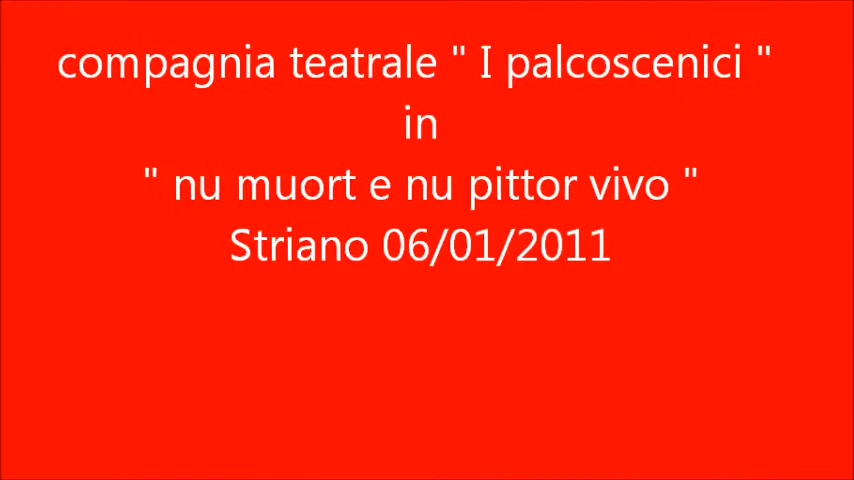 compagnia teatrale " I palcoscenici "
in
" nu muort e nu pittor vivo "
Striano 06/01/2011